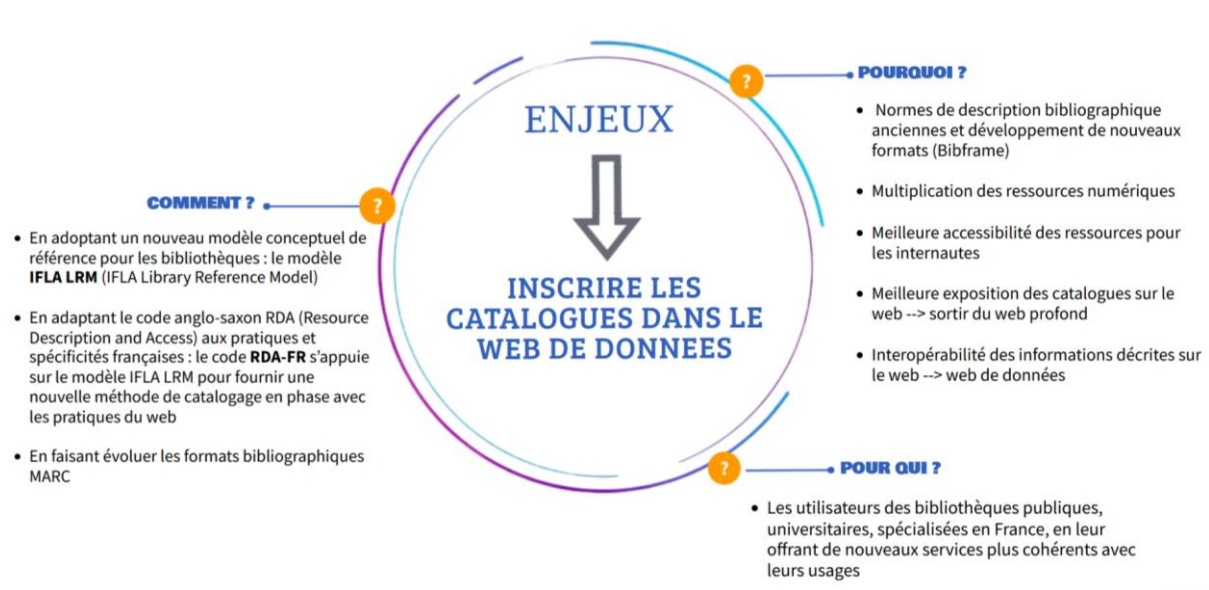 ENJEUX
INSCRIRE LES
CATALOGUES DANS LE
WEB DE DONNEES
?
POURQUOI ?
• Normes de description bibliographique
anciennes et développement de nouveaux
formats (Bibframe)
• Multiplication des ressources numériques
• Meilleure accessibilité des ressources pour
les internautes
• Meilleure exposition des catalogues sur le
web --> sortir du web profond
• Interopérabilité des informations décrites sur
le web --> web de données
COMMENT ?
?
• En adoptant un nouveau modèle conceptuel de
référence pour les bibliothèques : le modèle
IFLA LRM (IFLA Library Reference Model)
• En adaptant le code anglo-saxon RDA (Resource
Description and Access) aux pratiques et
spécificités françaises : le code RDA-FR s’appuie
sur le modèle IFLA LRM pour fournir une
nouvelle méthode de catalogage en phase avec
les pratiques du web
• En faisant évoluer les formats bibliographiques
MARC
?
POUR QUI ?
• Les utilisateurs des bibliothèques publiques,
universitaires, spécialisées en France, en leur
offrant de nouveaux services plus cohérents avec
leurs usages